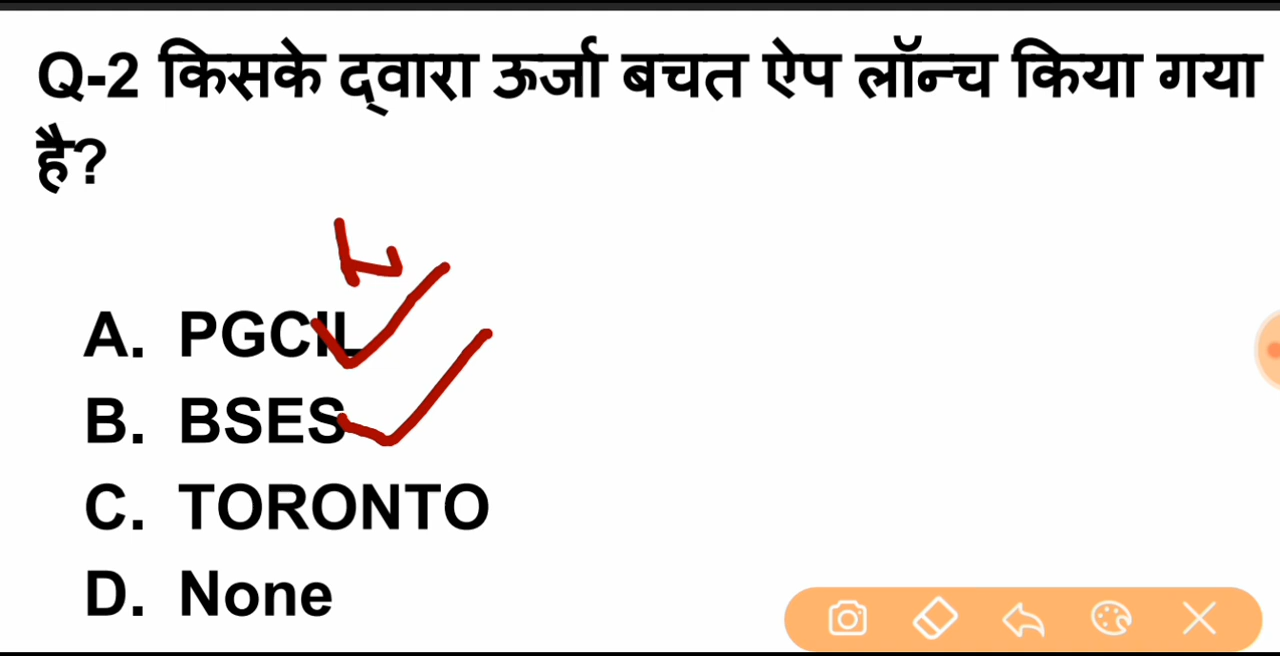 Q-2 किसके द्वारा ऊर्जा बचत ऐप लॉन्च किया गया
है?
A. PGCIL
B. BSES
C. TORONTO
D. None